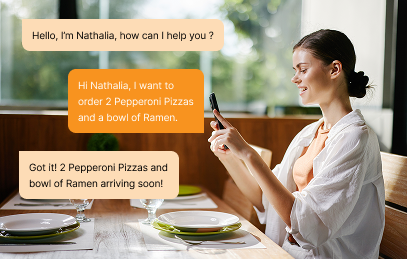 Hello, I'm Nathalia, how can I help you ?
Hi Nathalia, I want to
order 2 Pepperoni Pizzas
and a bowl of Ramen.
Got it! 2 Pepperoni Pizzas and
bowl of Ramen arriving soon!